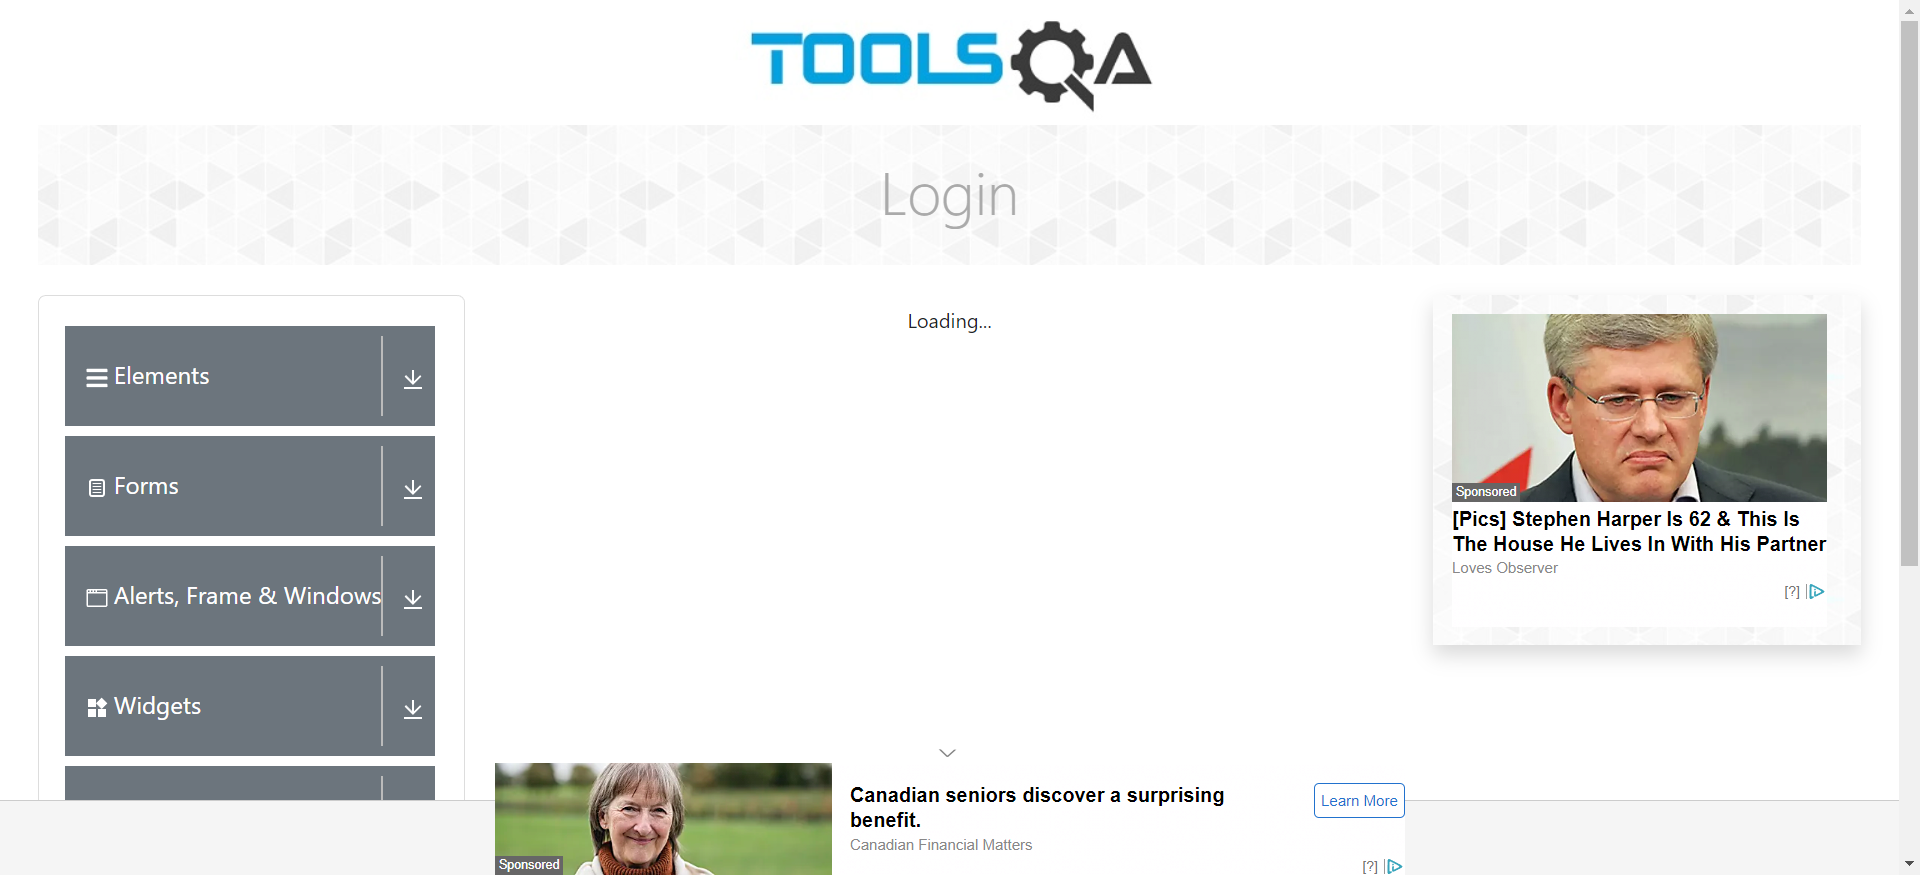 TOOLSQA
Login
Elements
Forms
Alerts, Frame & Windows
Widgets
Loading...
Sponsored
[Pics] Stephen Harper Is 62 & This Is
The House He Lives In With His Partner
Loves Observer
[?]
Sponsored
Canadian seniors discover a surprising
benefit.
Canadian Financial Matters
Learn More
[?]